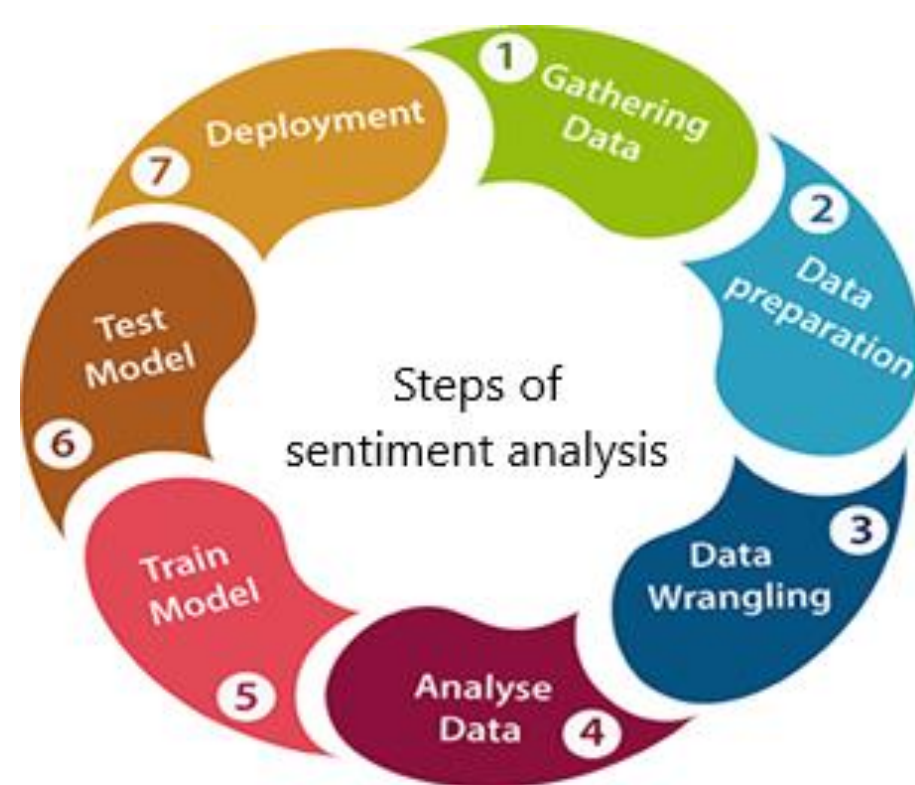 1
Gathering
Data
2
Data
preparation
3
Data
Wrangling
4
Analyse
Data
5
Train
Model
6
Test
Model
7
Deployment
Steps of
sentiment analysis